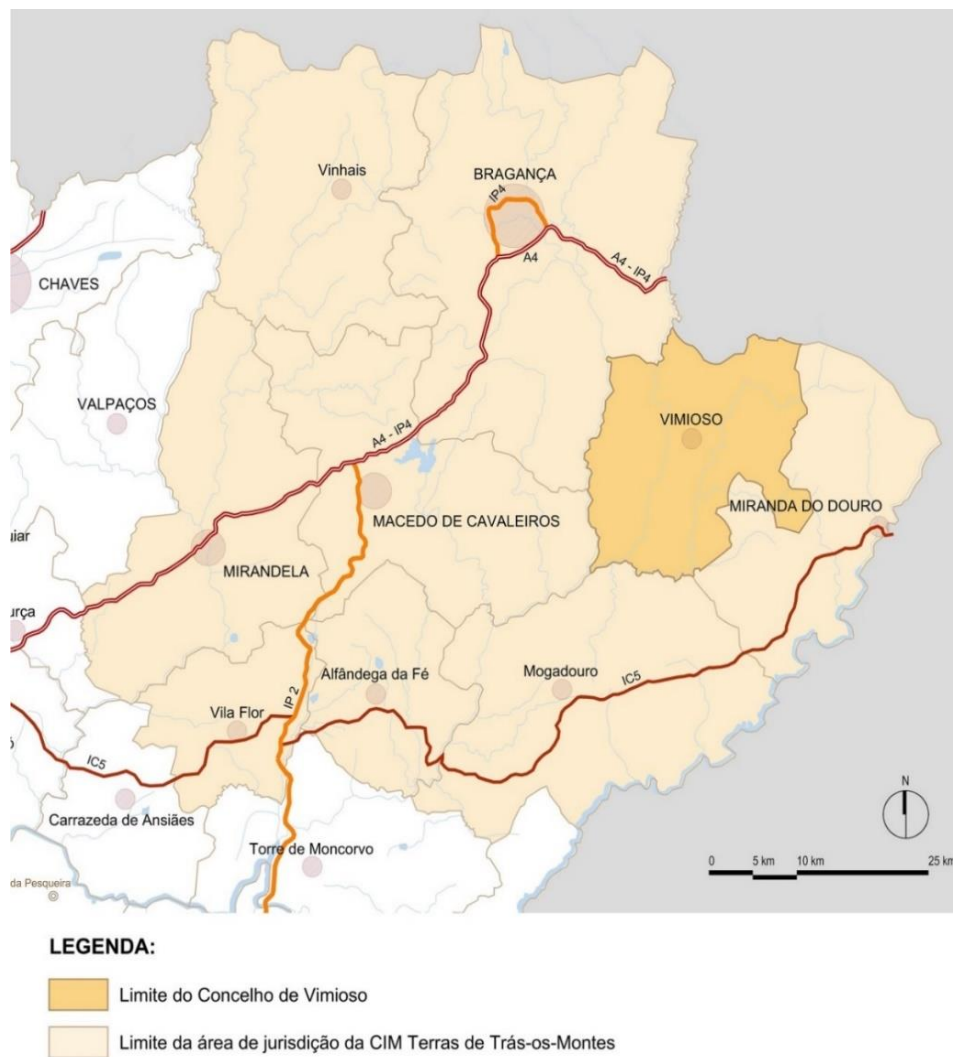 Vinhais
BRAGANÇA
IP4
A4
A4 - IP4
CHAVES
VALPAÇOS
VIMIOSO
A4 - IP4
MIRANDA DO DOURO
MACEDO DE CAVALEIROS
MIRANDELA
Alfândega da Fé
Mogadouro
IC5
IP 2
Vila Flor
IC5
Carrazeda de Ansiães
Torre de Moncorvo
da Pesqueira
N
0 5 km 10 km 25 km
LEGENDA:
Limite do Concelho de Vimioso
Limite da área de jurisdição da CIM Terras de Trás-os-Montes